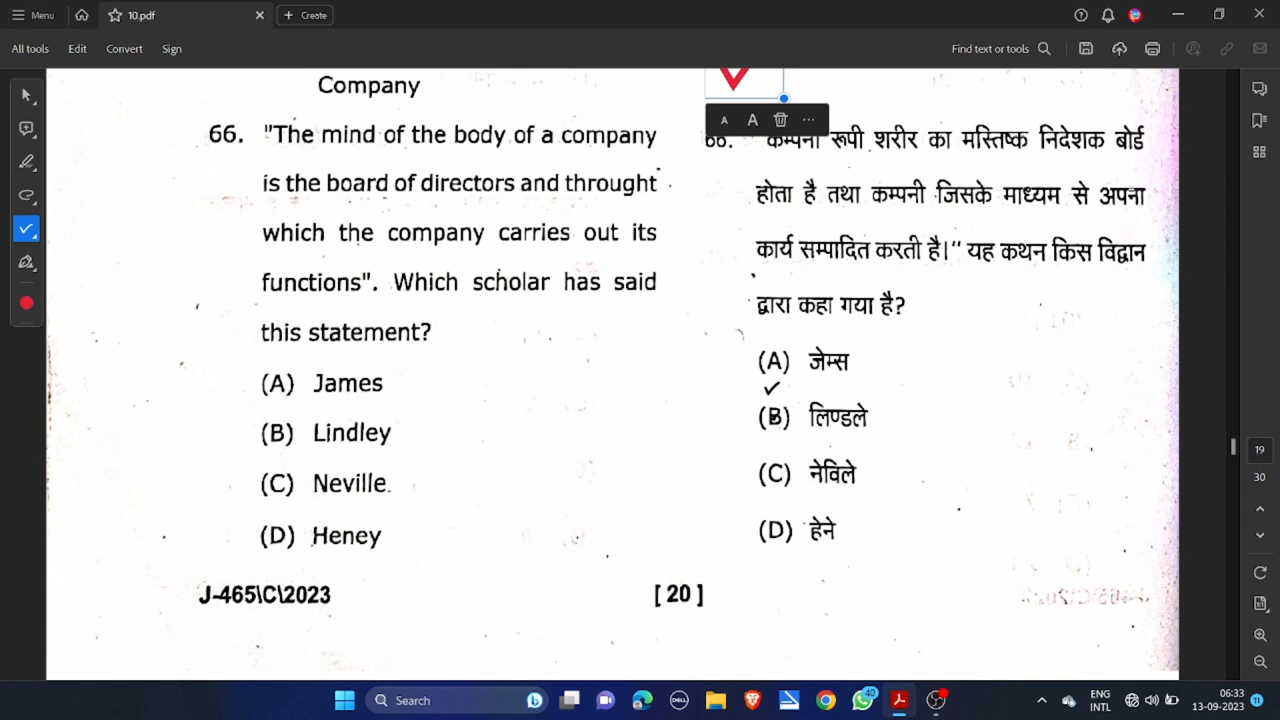 Menu
10.pdf
Create
All tools
Edit
Convert
Sign
Find text or tools
Company
66. "The mind of the body of a company
is the board of directors and throught
which the company carries out its
functions". Which scholar has said
this statement?
(A) James
(B) Lindley
(C) Neville
(D) Heney
A A ...
66. कम्पनी रूपी शरीर का मस्तिष्क निदेशक बोर्ड
होता है तथा कम्पनी जिसके माध्यम से अपना
कार्य सम्पादित करती है।'' यह कथन किस विद्वान
द्वारा कहा गया है?
(A) जेम्स
(B) लिण्डले
(C) नेविले
(D) हेने
J-465\C\2023
[ 20 ]
19
30
Search
DELL
40
ENG
INTL
06:33
13-09-2023